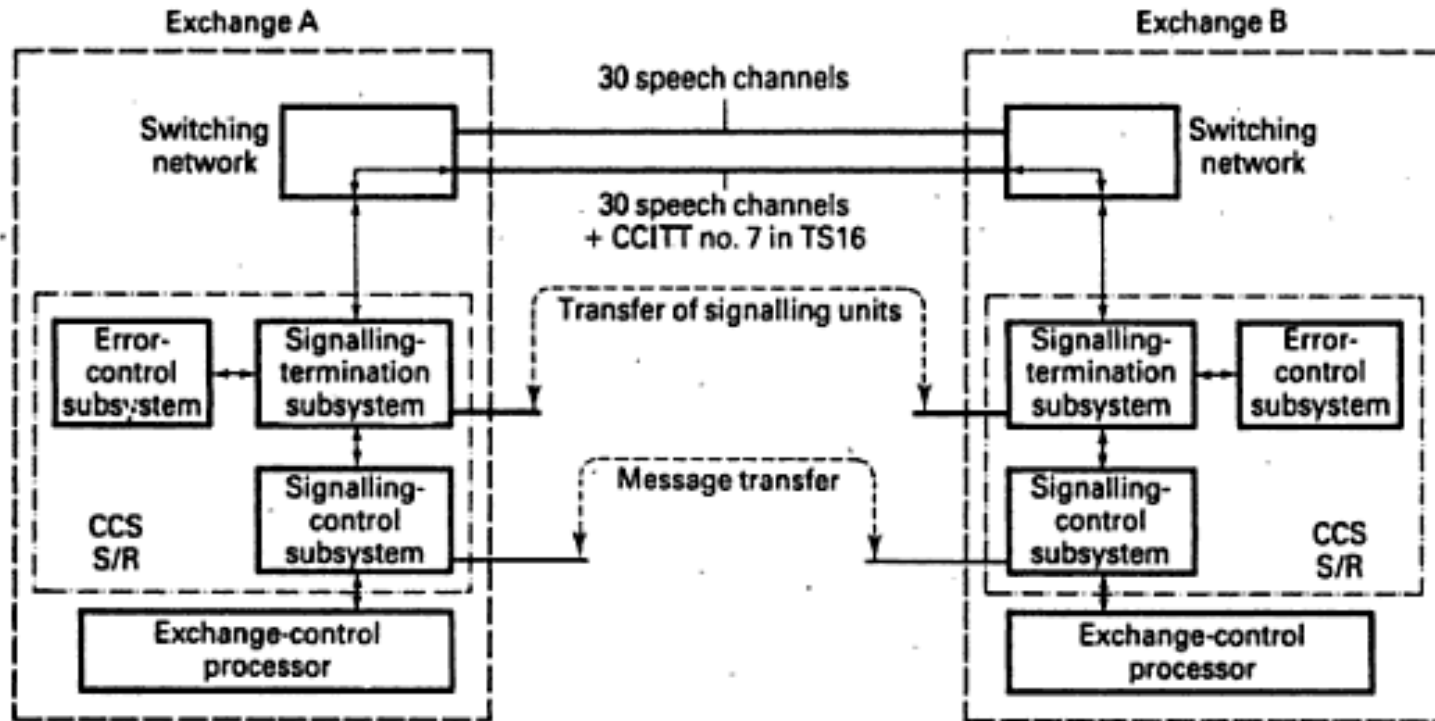 Exchange A
Exchange B
30 speech channels
Switching
network
Switching
network
30 speech channels
+ CCITT no. 7 in TS16
Transfer of signalling units
Error-
control
subsystem
Signalling-
termination
subsystem
Signalling-
termination
subsystem
Error-
control
subsystem
Message transfer
Signalling-
control
subsystem
CCS
S/R
Signalling-
control
subsystem
CCS
S/R
Exchange-control
processor
Exchange-control
processor